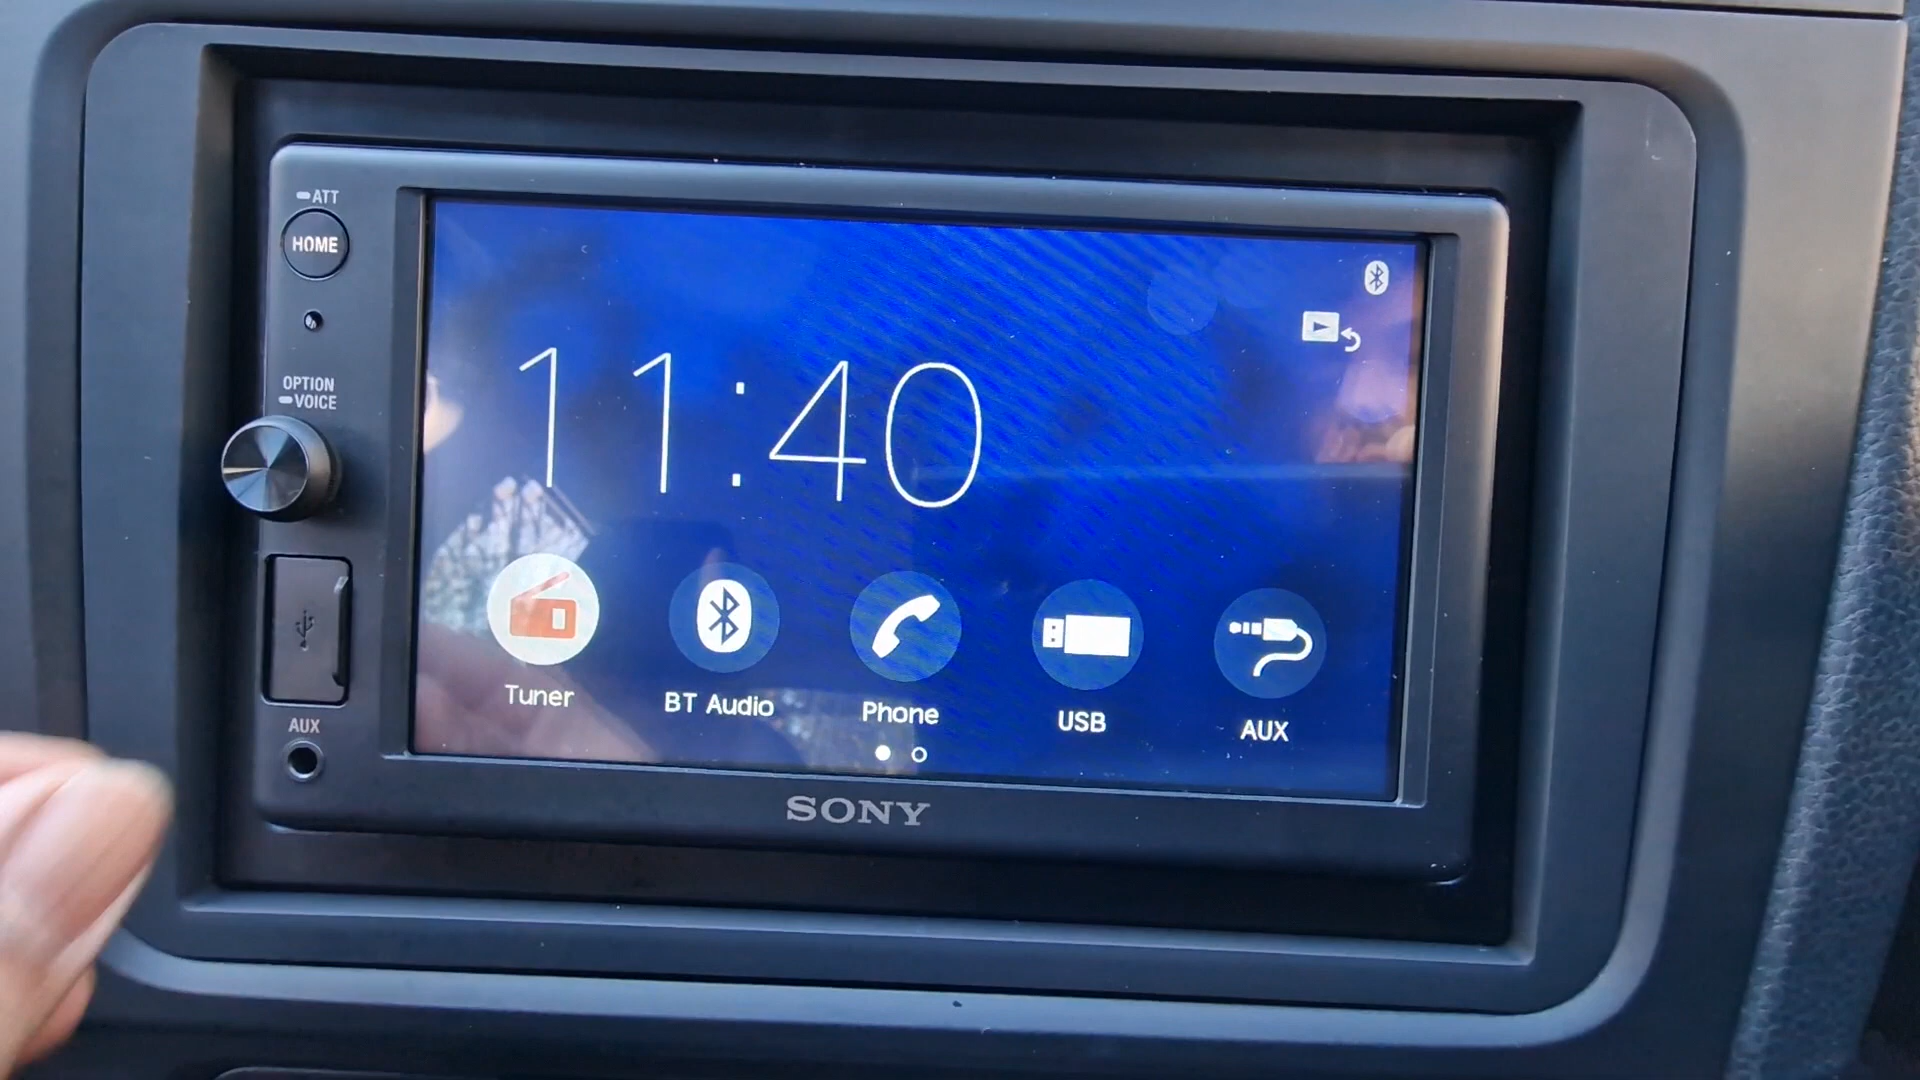 ATT
HOME
OPTION
VOICE
AUX
11:40
Tuner
BT Audio
Phone
USB
AUX
SONY